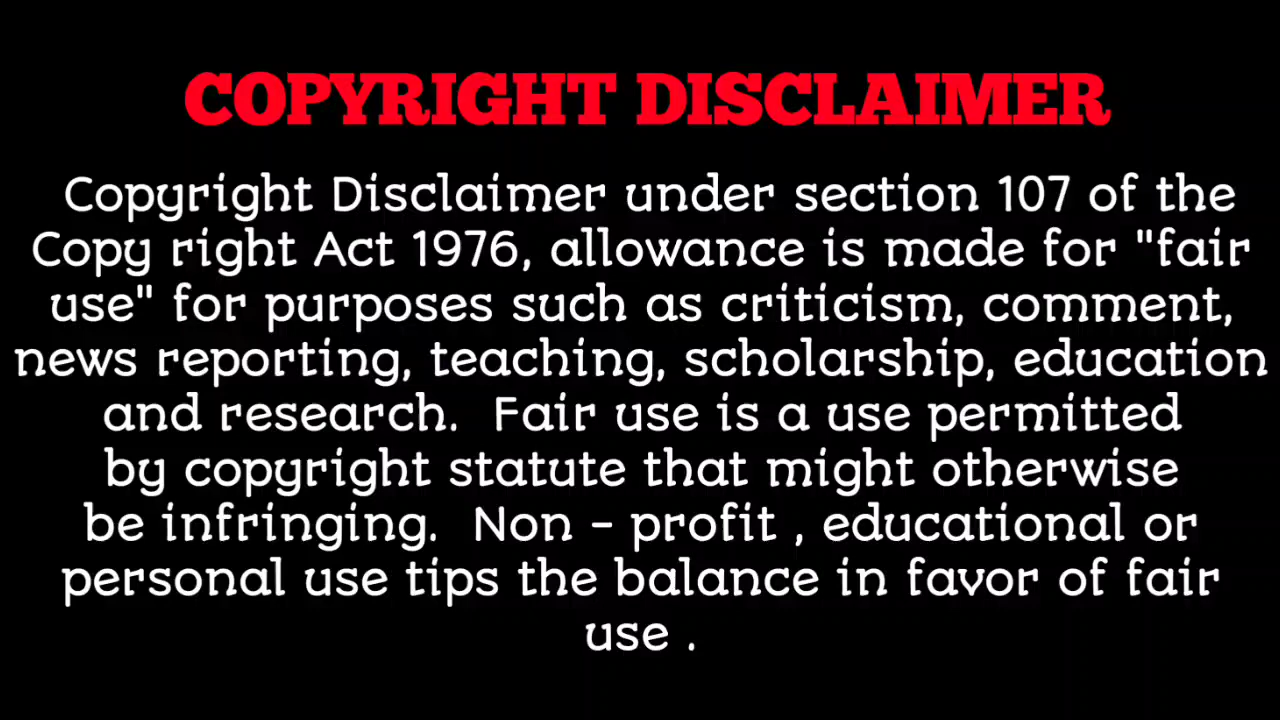 COPYRIGHT DISCLAIMER
Copyright Disclaimer under section 107 of the
Copy right Act 1976, allowance is made for "fair
use" for purposes such as criticism, comment,
news reporting, teaching, scholarship, education
and research. Fair use is a use permitted
by copyright statute that might otherwise
be infringing. Non - profit , educational or
personal use tips the balance in favor of fair
use .